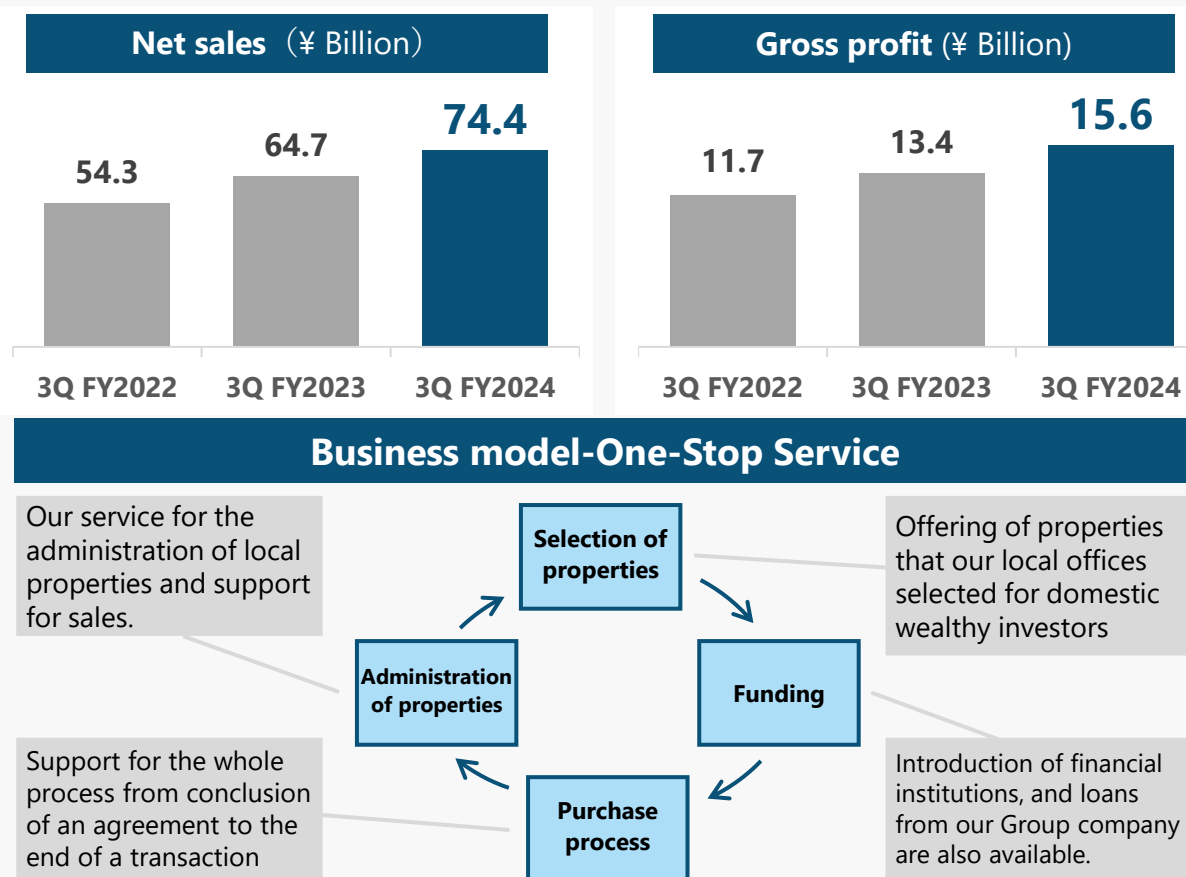 Net sales（¥ Billion）
74.4
64.7
54.3
3Q FY2022
3Q FY2023
3Q FY2024
Gross profit (¥ Billion)
15.6
13.4
11.7
3Q FY2022
3Q FY2023
3Q FY2024
Business model-One-Stop Service
Our service for the
administration of local
properties and support
for sales.
Selection of
properties
Offering of properties
that our local offices
selected for domestic
wealthy investors
Administration
of properties
Funding
Support for the whole
process from conclusion
of an agreement to the
end of a transaction
Purchase
process
Introduction of financial
institutions, and loans
from our Group company
are also available.